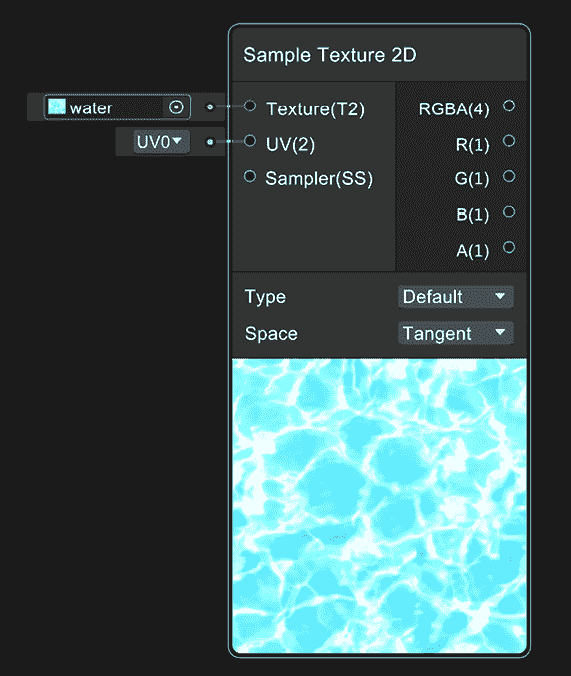 Sample Texture 2D
water
Texture(T2)
RGBA(4)
UV0
UV(2)
R(1)
Sampler(SS)
G(1)
B(1)
A(1)
Type
Default
Space
Tangent